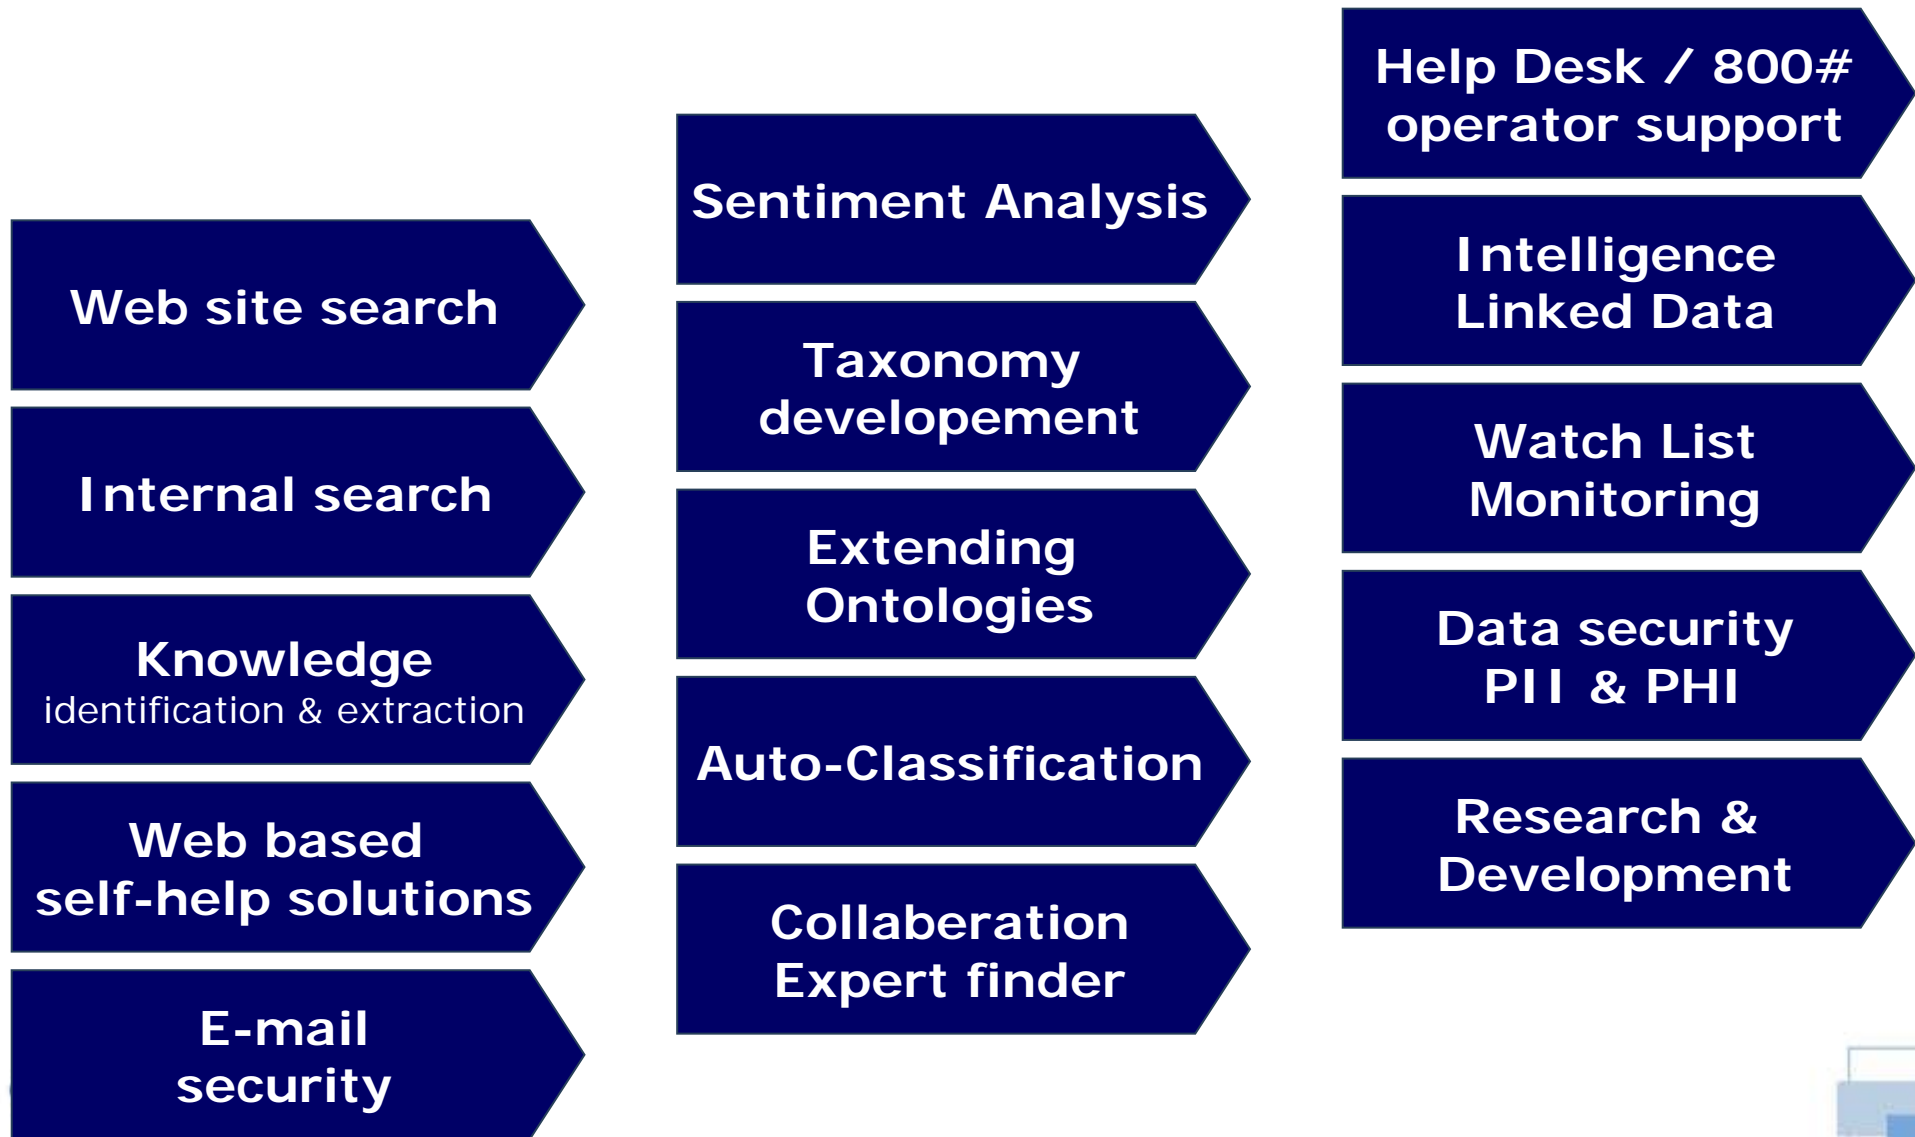 Web site search
Internal search
Knowledge
identification & extraction
Web based
self-help solutions
E-mail
security
Sentiment Analysis
Taxonomy
developement
Extending
Ontologies
Auto-Classification
Collaberation
Expert finder
Help Desk / 800#
operator support
Intelligence
Linked Data
Watch List
Monitoring
Data security
PII & PHI
Research &
Development